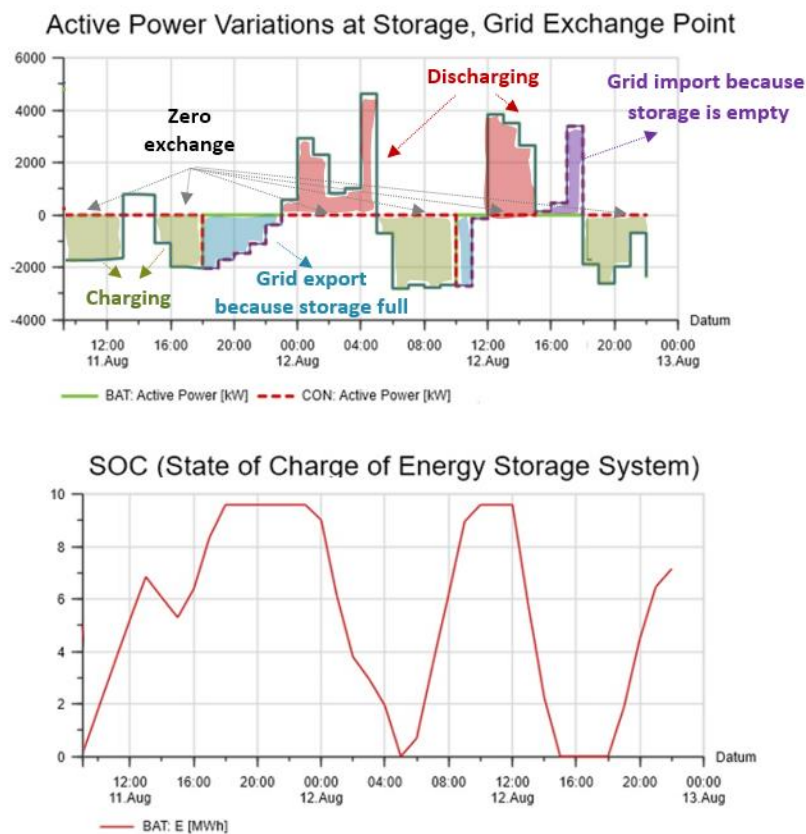 Active Power Variations at Storage, Grid Exchange Point
6000
4000
2000
0
-2000
-4000
Zero
exchange
Discharging
Grid import because
storage is empty
Charging
Grid export
because storage full
Datum
12:00
11.Aug
16:00
20:00
00:00
12.Aug
04:00
08:00
12:00
12.Aug
16:00
20:00
00:00
13.Aug
BAT: Active Power [kW]
CON: Active Power [kW]
SOC (State of Charge of Energy Storage System)
10
8
6
4
2
0
Datum
12:00
11.Aug
16:00
20:00
00:00
12.Aug
04:00
08:00
12:00
12.Aug
16:00
20:00
00:00
13.Aug
BAT: E [MWh]